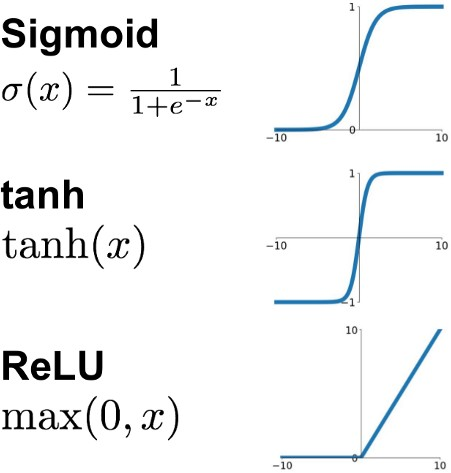 Sigmoid
σ(x) = 1/(1+e^{-x})
1
0
-10
10
tanh
tanh(x)
1
-10
10
-1
ReLU
max(0, x)
10
0
-10
10